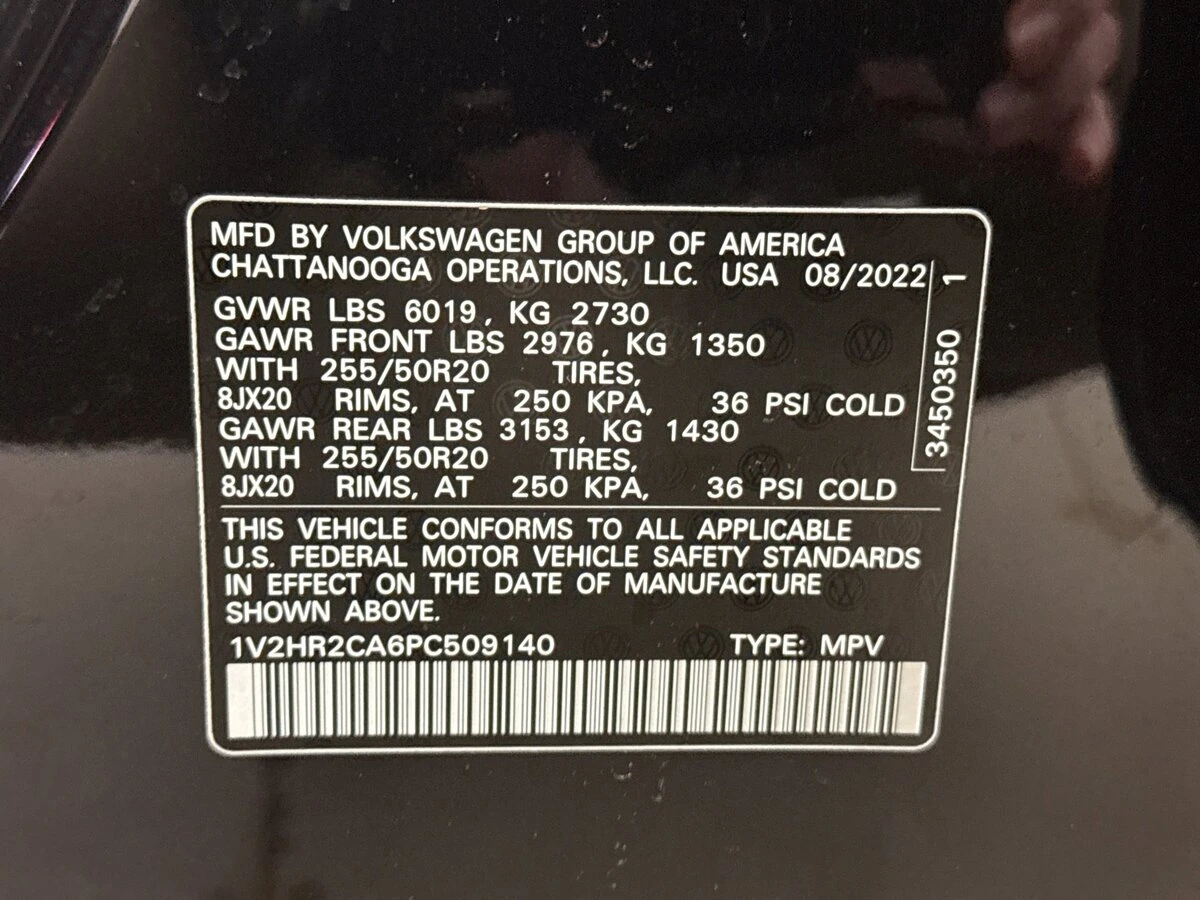 MFD BY VOLKSWAGEN GROUP OF AMERICA
CHATTANOOGA OPERATIONS, LLC. USA 08/2022
GVWR LBS 6019, KG 2730
GAWR FRONT LBS 2976, KG 1350
WITH 255/50R20 TIRES,
8JX20 RIMS, AT 250 KPA, 36 PSI COLD
GAWR REAR LBS 3153, KG 1430
WITH 255/50R20 TIRES,
8JX20 RIMS, AT 250 KPA, 36 PSI COLD
THIS VEHICLE CONFORMS TO ALL APPLICABLE
U.S. FEDERAL MOTOR VEHICLE SAFETY STANDARDS
IN EFFECT ON THE DATE OF MANUFACTURE
SHOWN ABOVE.
1V2HR2CA6PC509140 TYPE: MPV
3450350 1